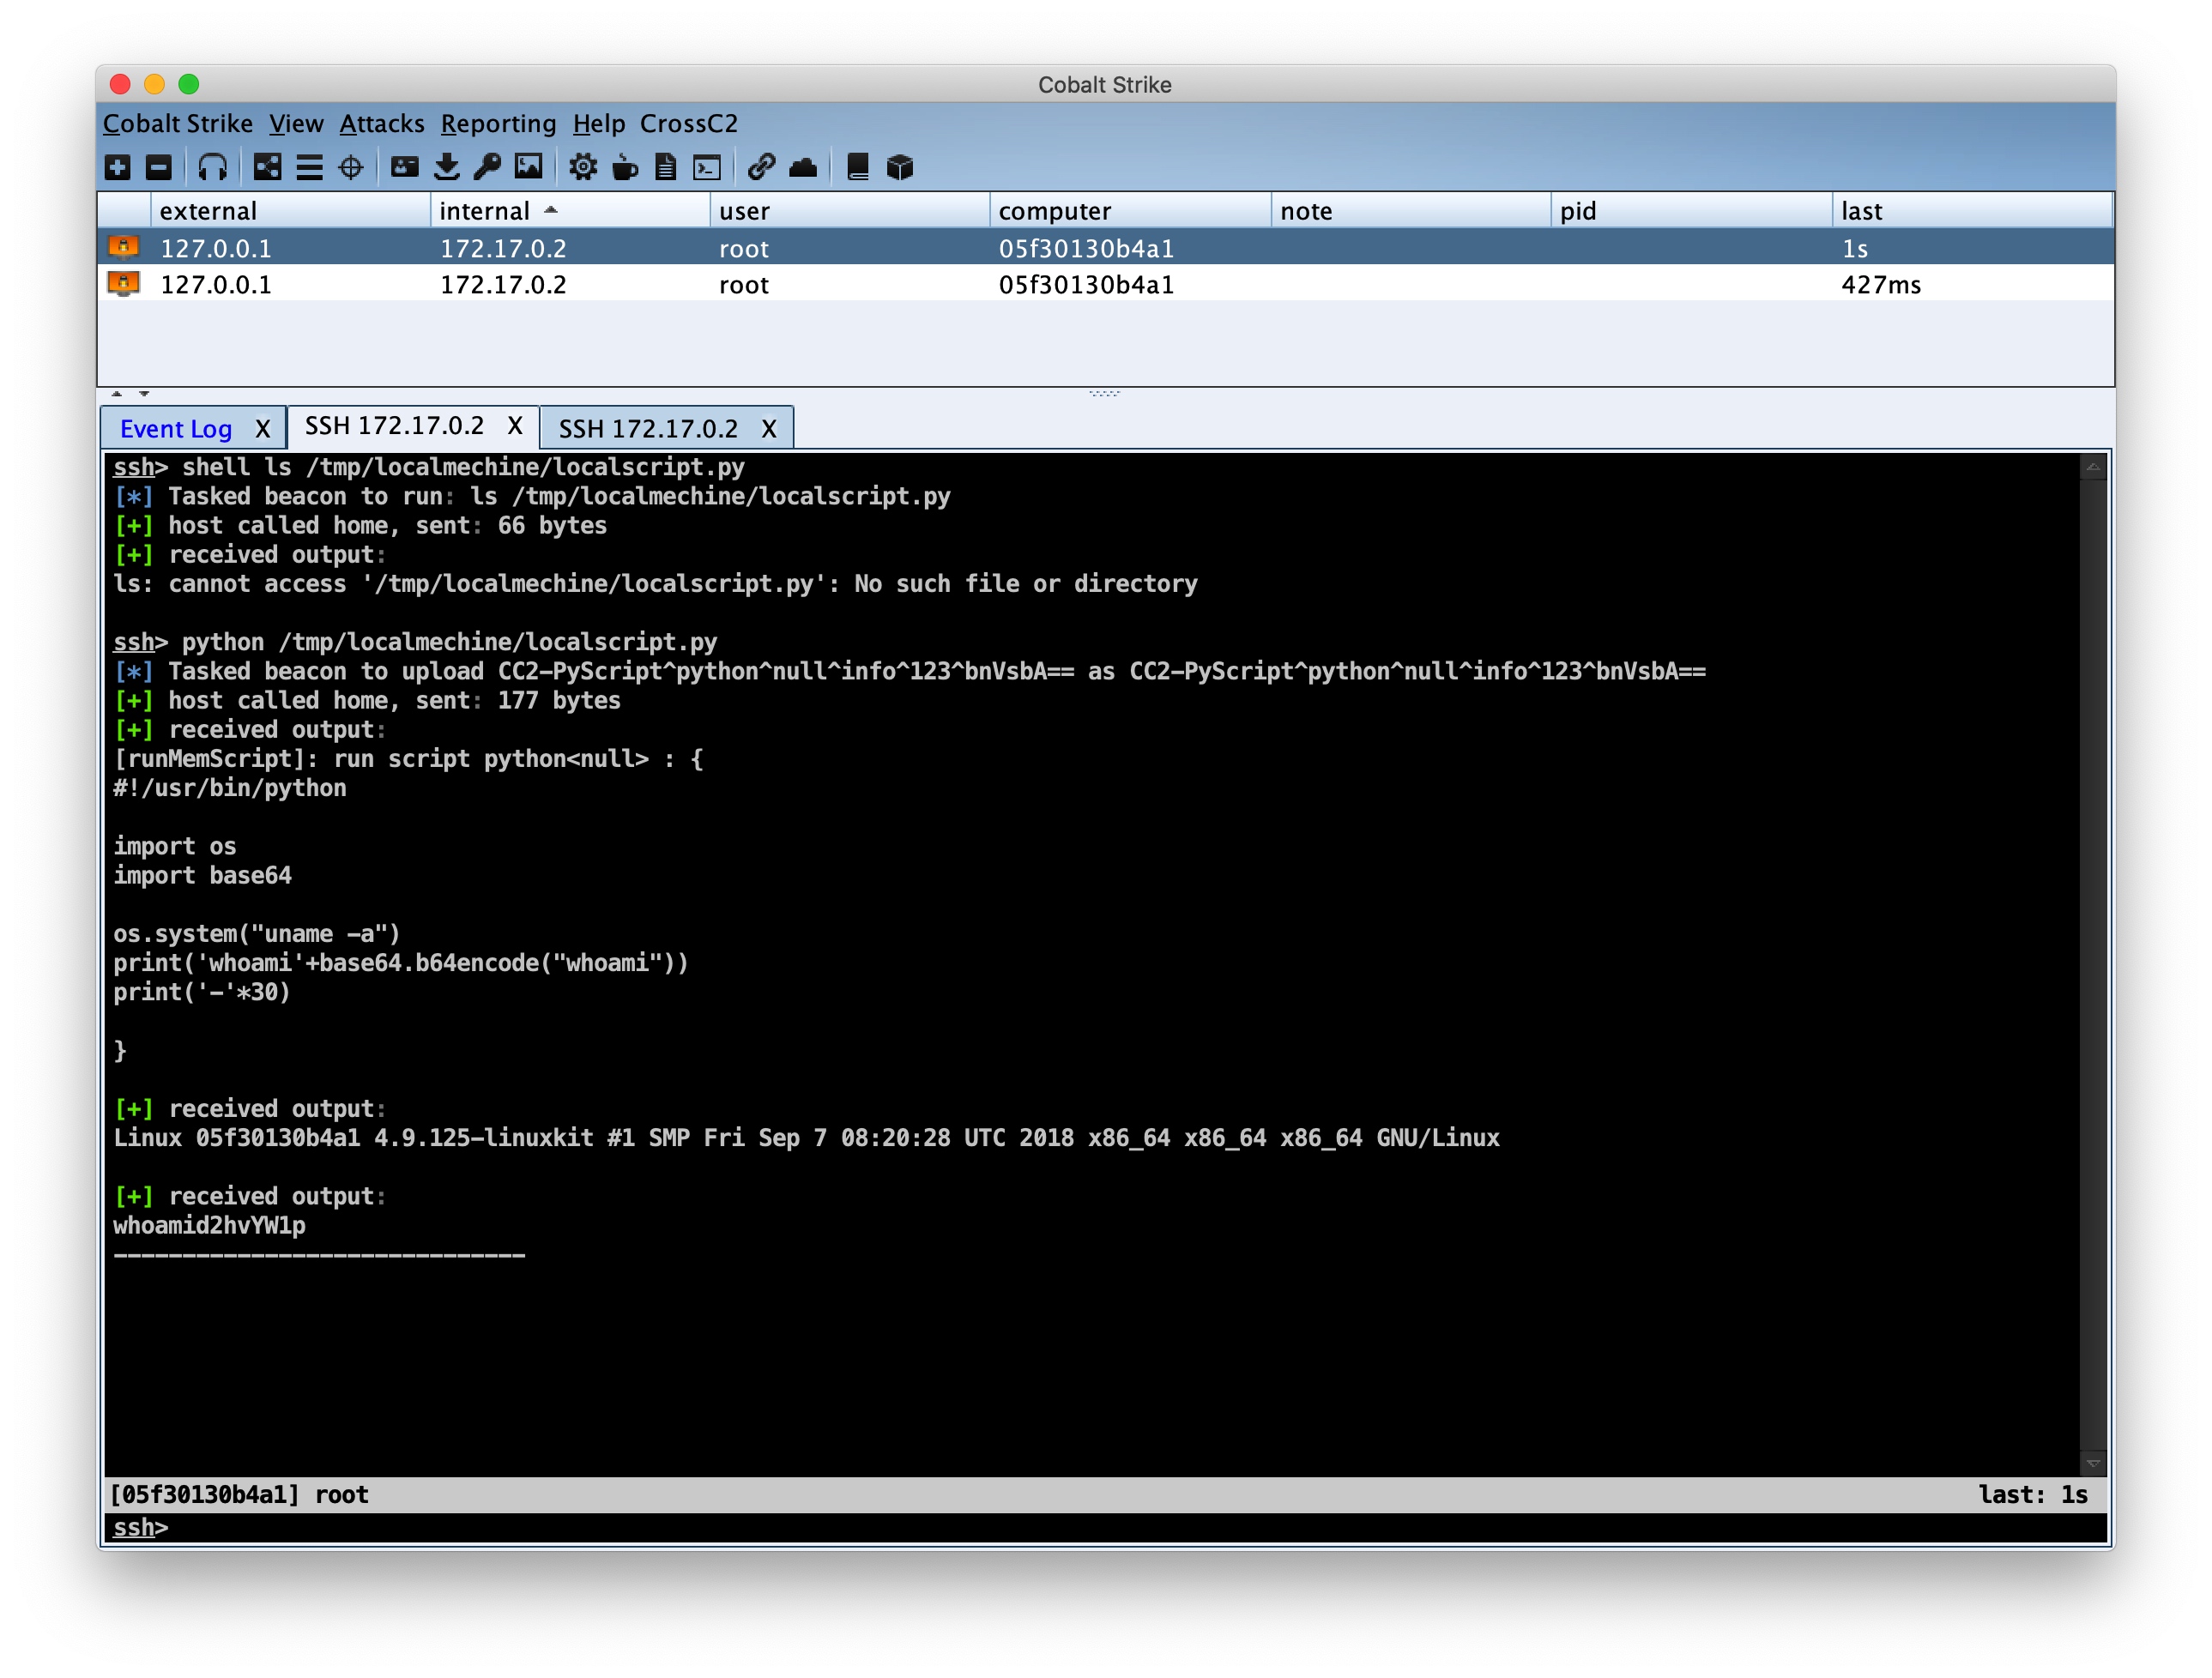 Cobalt Strike
Cobalt Strike View Attacks Reporting Help CrossC2
external internal user computer note pid last
127.0.0.1 172.17.0.2 root 05f30130b4a1 1s
127.0.0.1 172.17.0.2 root 05f30130b4a1 427ms
Event Log X SSH 172.17.0.2 X SSH 172.17.0.2 X
ssh> shell ls /tmp/localmechine/localscript.py
[*] Tasked beacon to run: ls /tmp/localmechine/localscript.py
[+] host called home, sent: 66 bytes
[+] received output:
ls: cannot access '/tmp/localmechine/localscript.py': No such file or directory
ssh> python /tmp/localmechine/localscript.py
[*] Tasked beacon to upload CC2-PyScript^python^null^info^123^bnVsbA== as CC2-PyScript^python^null^info^123^bnVsbA==
[+] host called home, sent: 177 bytes
[+] received output:
[runMemScript]: run script python<null> : {
#!/usr/bin/python
import os
import base64
os.system("uname -a")
print('whoami'+base64.b64encode("whoami"))
print('-'*30)
}
[+] received output:
Linux 05f30130b4a1 4.9.125-linuxkit #1 SMP Fri Sep 7 08:20:28 UTC 2018 x86_64 x86_64 x86_64 GNU/Linux
[+] received output:
whoamid2hvYW1p
------------------------------
[05f30130b4a1] root last: 1s
ssh>